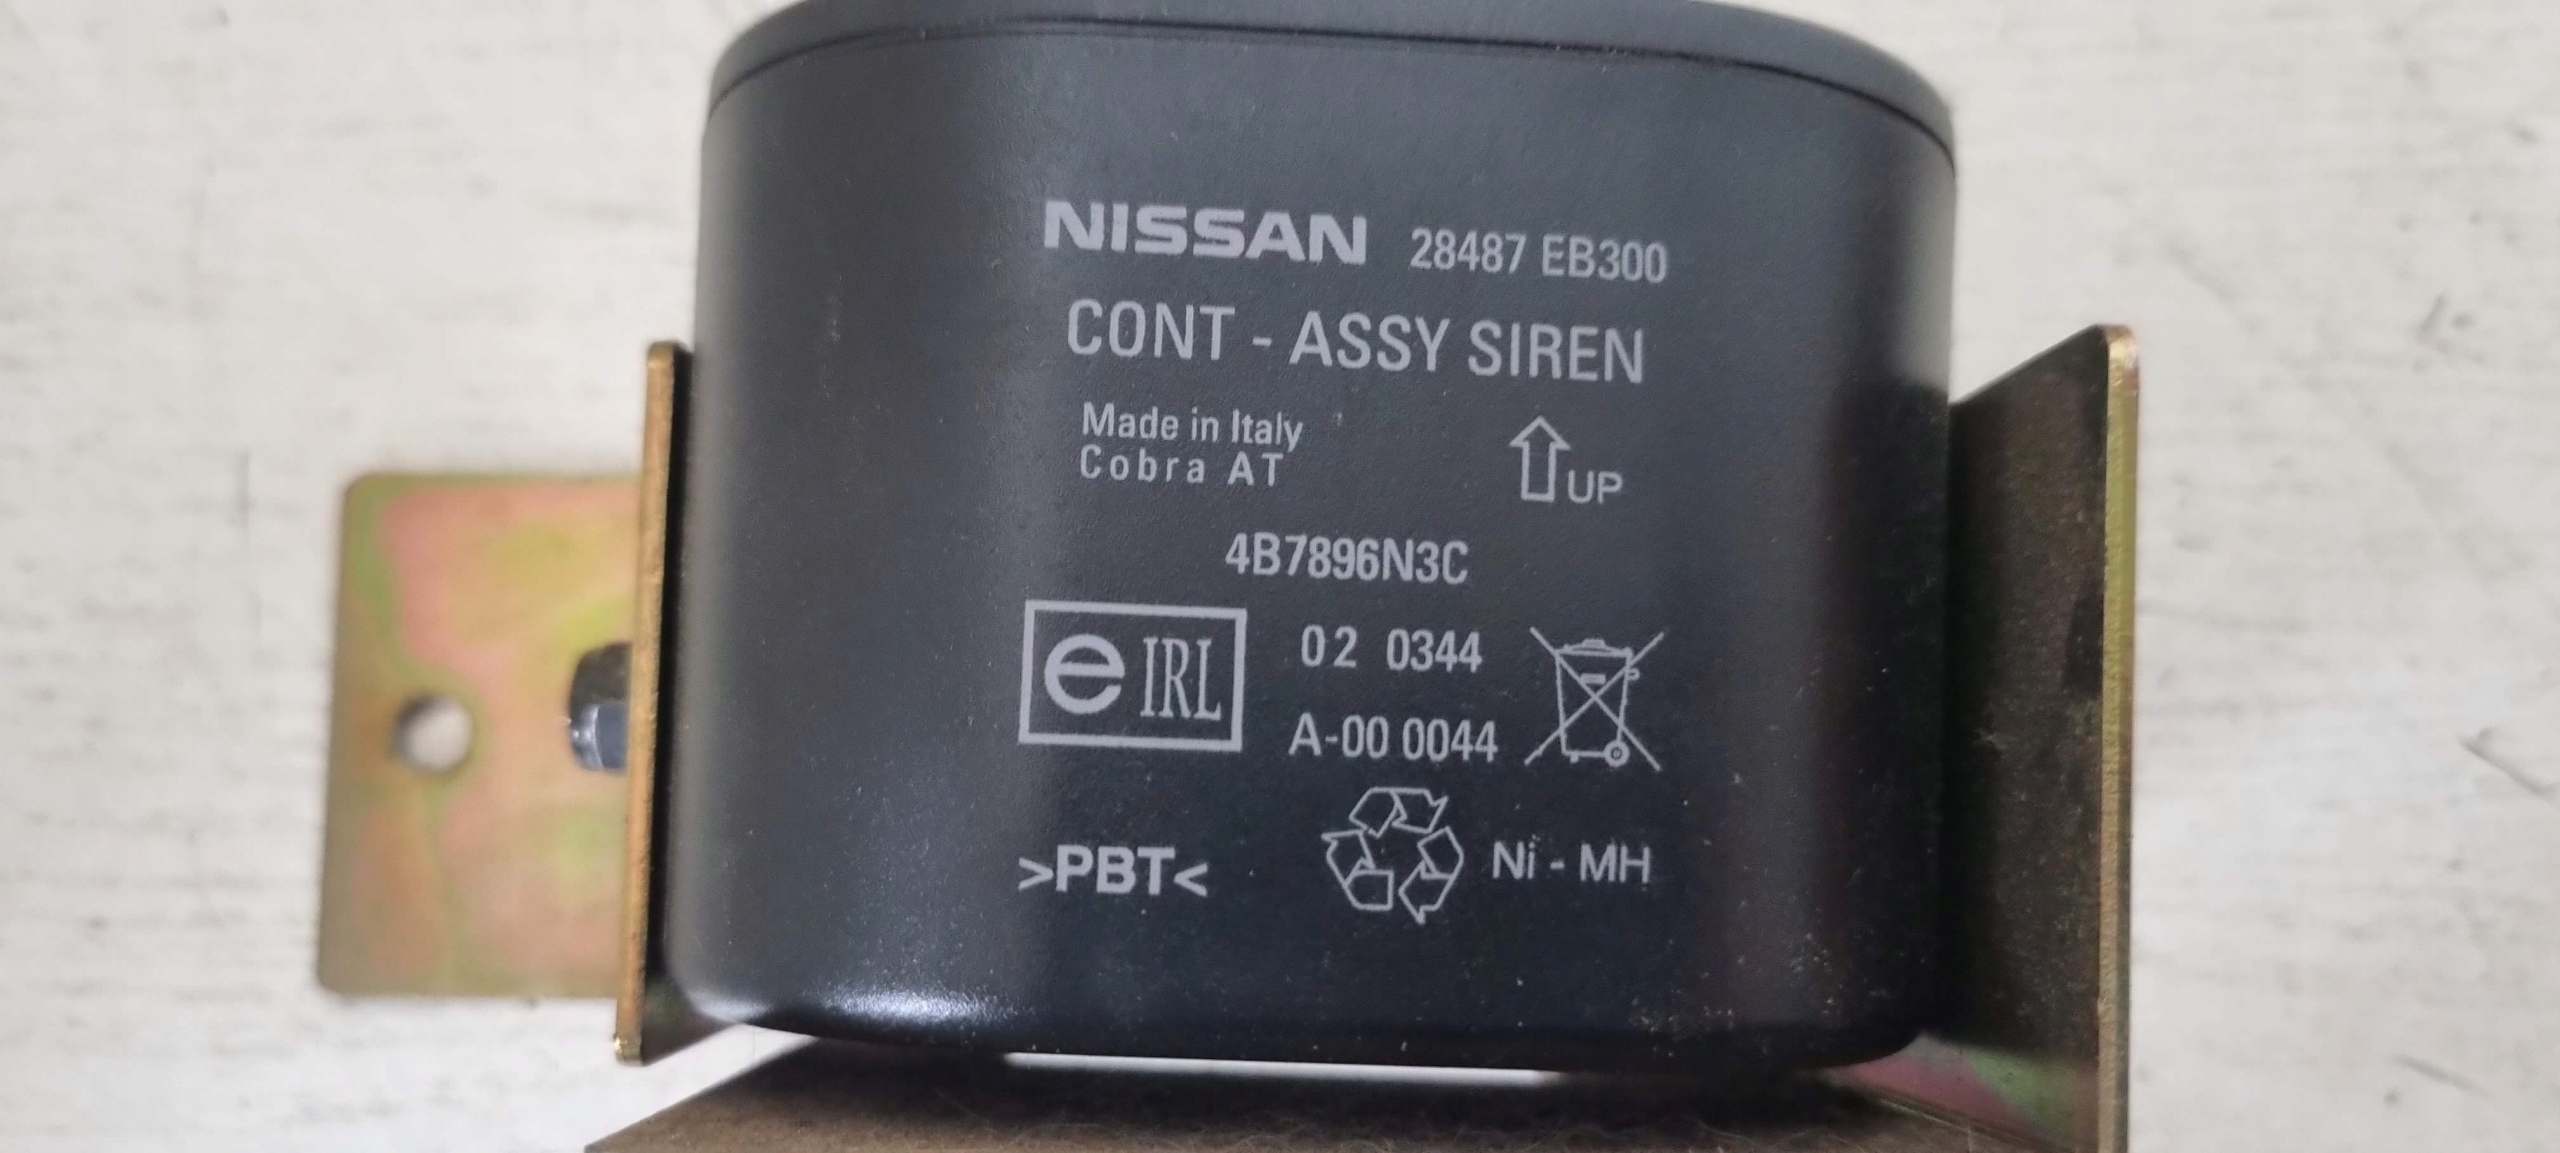 NISSAN 28487 EB300
CONT - ASSY SIREN
Made in Italy
Cobra AT
UP
4B7896N3C
e IRL
02 0344
A-00 0044
>PBT<
Ni - MH